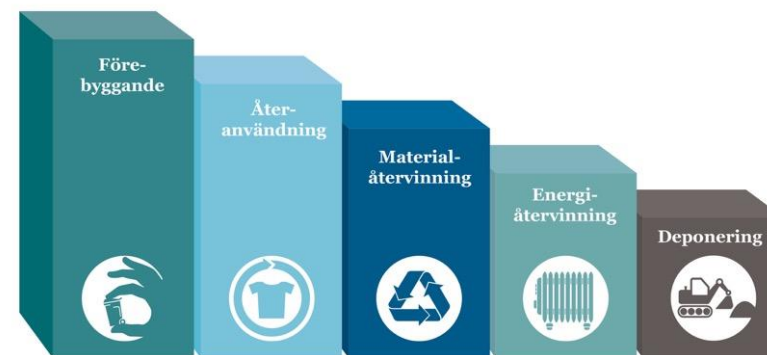 Före-
byggande
Åter-
användning
Material-
återvinning
Energi-
återvinning
Deponering